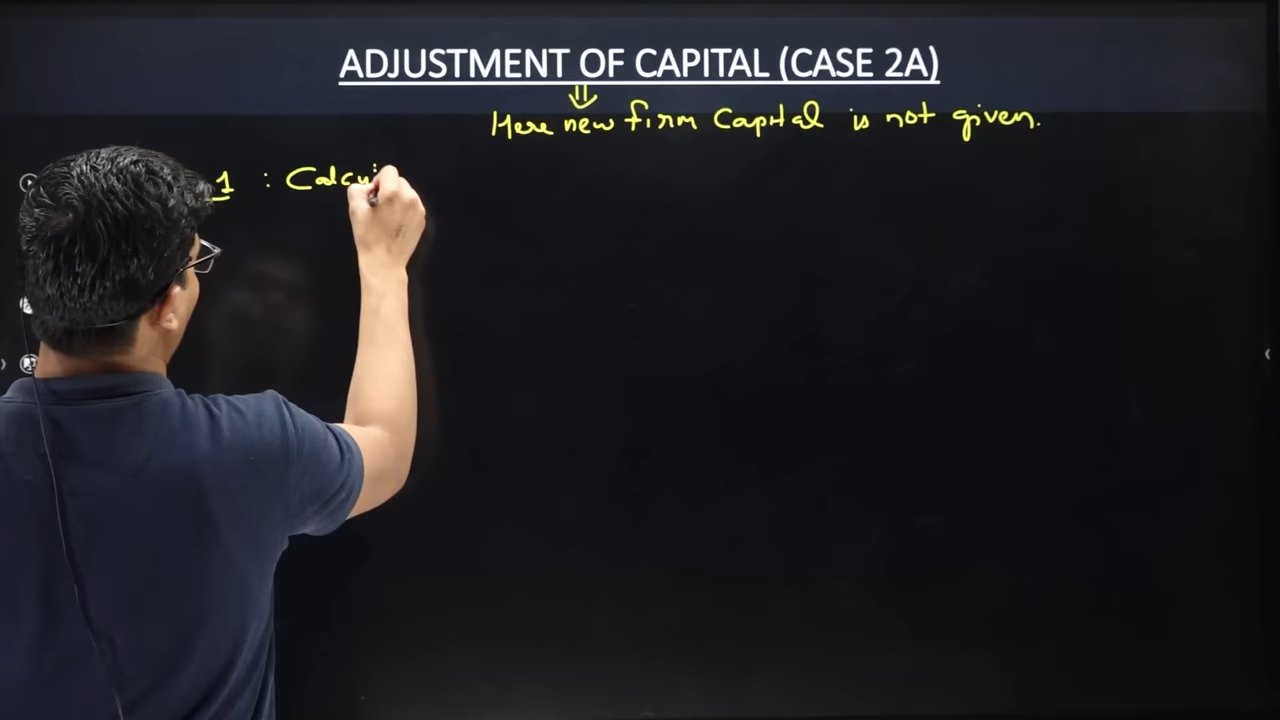 ADJUSTMENT OF CAPITAL (CASE 2A)
Here new firm Capital is not given.
1 : Calcu